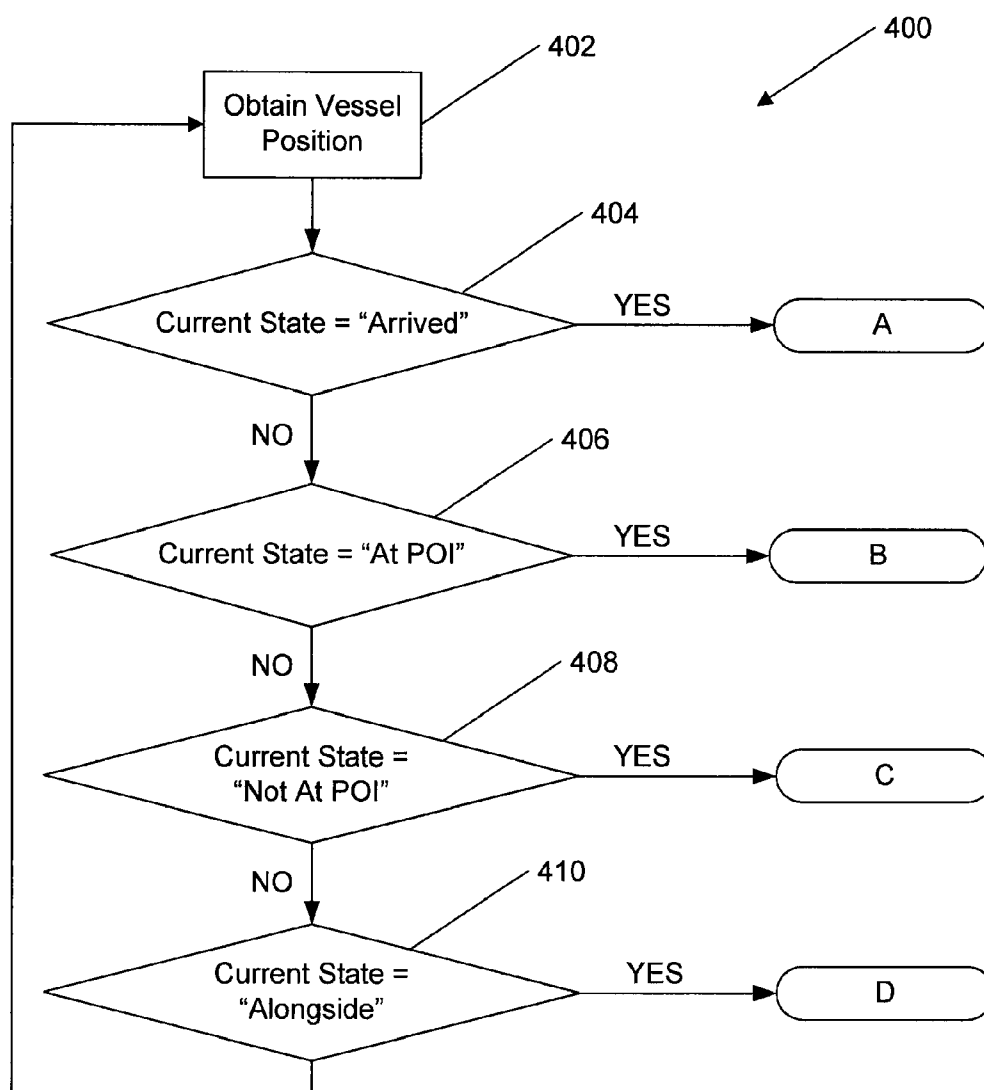 400
402
Obtain Vessel
Position
404
Current State = “Arrived”
YES
A
NO
406
Current State = “At POI”
YES
B
NO
408
Current State =
“Not At POI”
YES
C
NO
410
Current State =
“Alongside”
YES
D